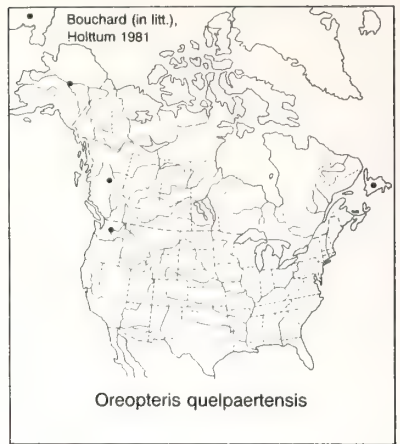 Bouchard (in litt.),
Holttum 1981
Oreopteris quelpaertensis